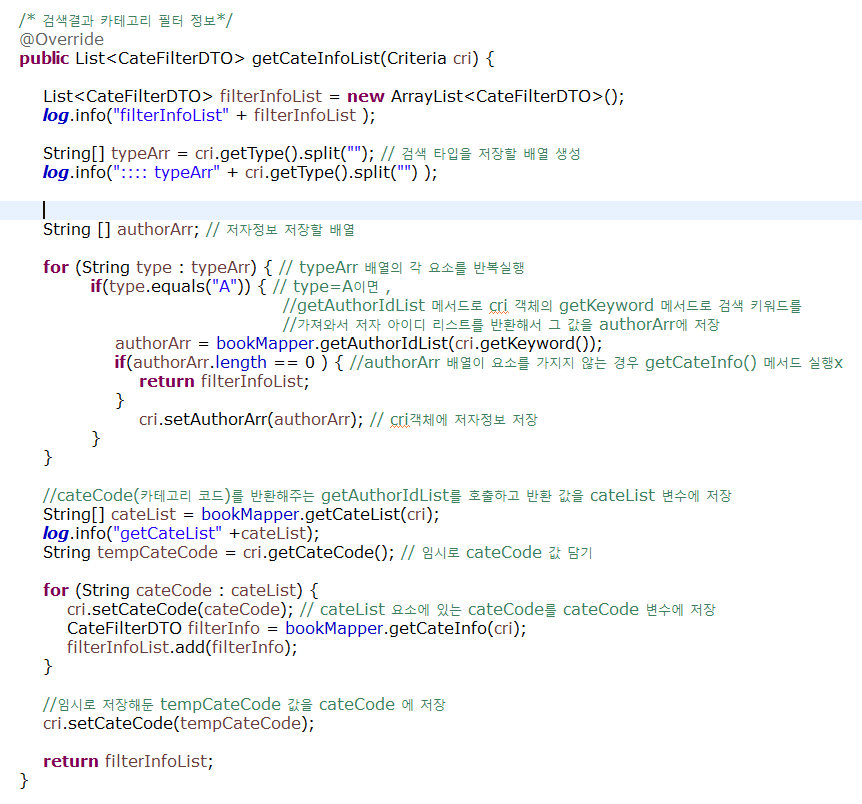 /* 검색결과 카테고리 필터 정보*/
@Override
public List<CateFilterDTO> getCateInfoList(Criteria cri) {
List<CateFilterDTO> filterInfoList = new ArrayList<CateFilterDTO>();
log.info("filterInfoList" + filterInfoList );
String[] typeArr = cri.getType().split(""); // 검색 타입을 저장할 배열 생성
log.info(":::: typeArr" + cri.getType().split("") );
String [] authorArr; // 저자정보 저장할 배열
for (String type : typeArr) { // typeArr 배열의 각 요소를 반복실행
if(type.equals("A")) { // type=A이면 ,
//getAuthorIdList 메서드로 cri 객체의 getKeyword 메서드로 검색 키워드를
//가져와서 저자 아이디 리스트를 반환해서 그 값을 authorArr에 저장
authorArr = bookMapper.getAuthorIdList(cri.getKeyword());
if(authorArr.length == 0 ) { //authorArr 배열이 요소를 가지지 않는 경우 getCateInfo() 메서드 실행x
return filterInfoList;
}
cri.setAuthorArr(authorArr); // cri객체에 저자정보 저장
}
}
//cateCode(카테고리 코드)를 반환해주는 getAuthorIdList를 호출하고 반환 값을 cateList 변수에 저장
String[] cateList = bookMapper.getCateList(cri);
log.info("getCateList" +cateList);
String tempCateCode = cri.getCateCode(); // 임시로 cateCode 값 담기
for (String cateCode : cateList) {
cri.setCateCode(cateCode); // cateList 요소에 있는 cateCode를 cateCode 변수에 저장
CateFilterDTO filterInfo = bookMapper.getCateInfo(cri);
filterInfoList.add(filterInfo);
}
//임시로 저장해둔 tempCateCode 값을 cateCode 에 저장
cri.setCateCode(tempCateCode);
return filterInfoList;
}